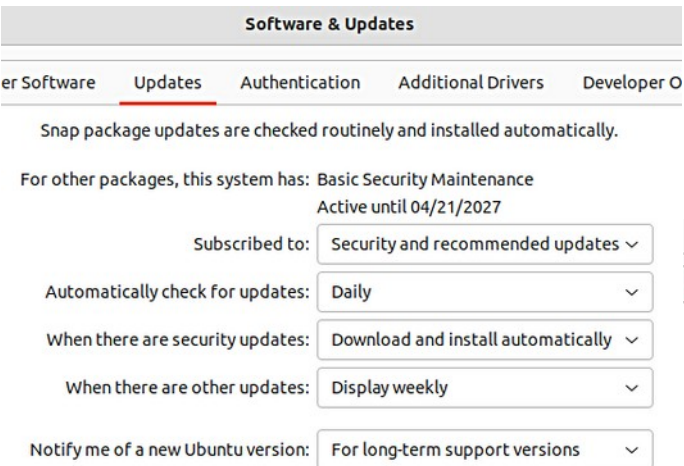 Software & Updates
er Software Updates Authentication Additional Drivers Developer O
Snap package updates are checked routinely and installed automatically.
For other packages, this system has: Basic Security Maintenance
Active until 04/21/2027
Subscribed to: Security and recommended updates
Automatically check for updates: Daily
When there are security updates: Download and install automatically
When there are other updates: Display weekly
Notify me of a new Ubuntu version: For long-term support versions